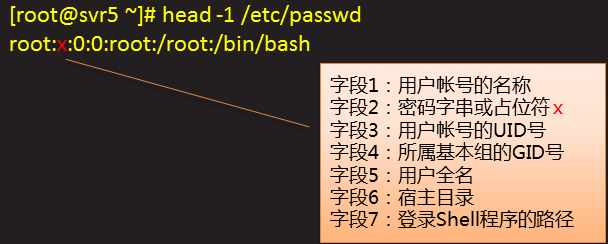 [root@svr5 ~]# head -1 /etc/passwd
root:x:0:0:root:/root:/bin/bash
字段1：用户帐号的名称
字段2：密码字串或占位符x
字段3：用户帐号的UID号
字段4：所属基本组的GID号
字段5：用户全名
字段6：宿主目录
字段7：登录Shell程序的路径